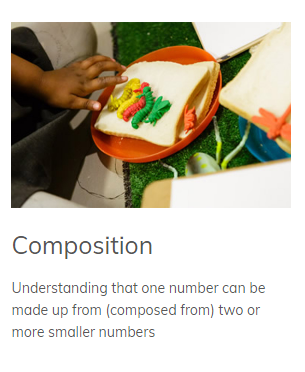 Composition
Understanding that one number can be
made up from (composed from) two or
more smaller numbers